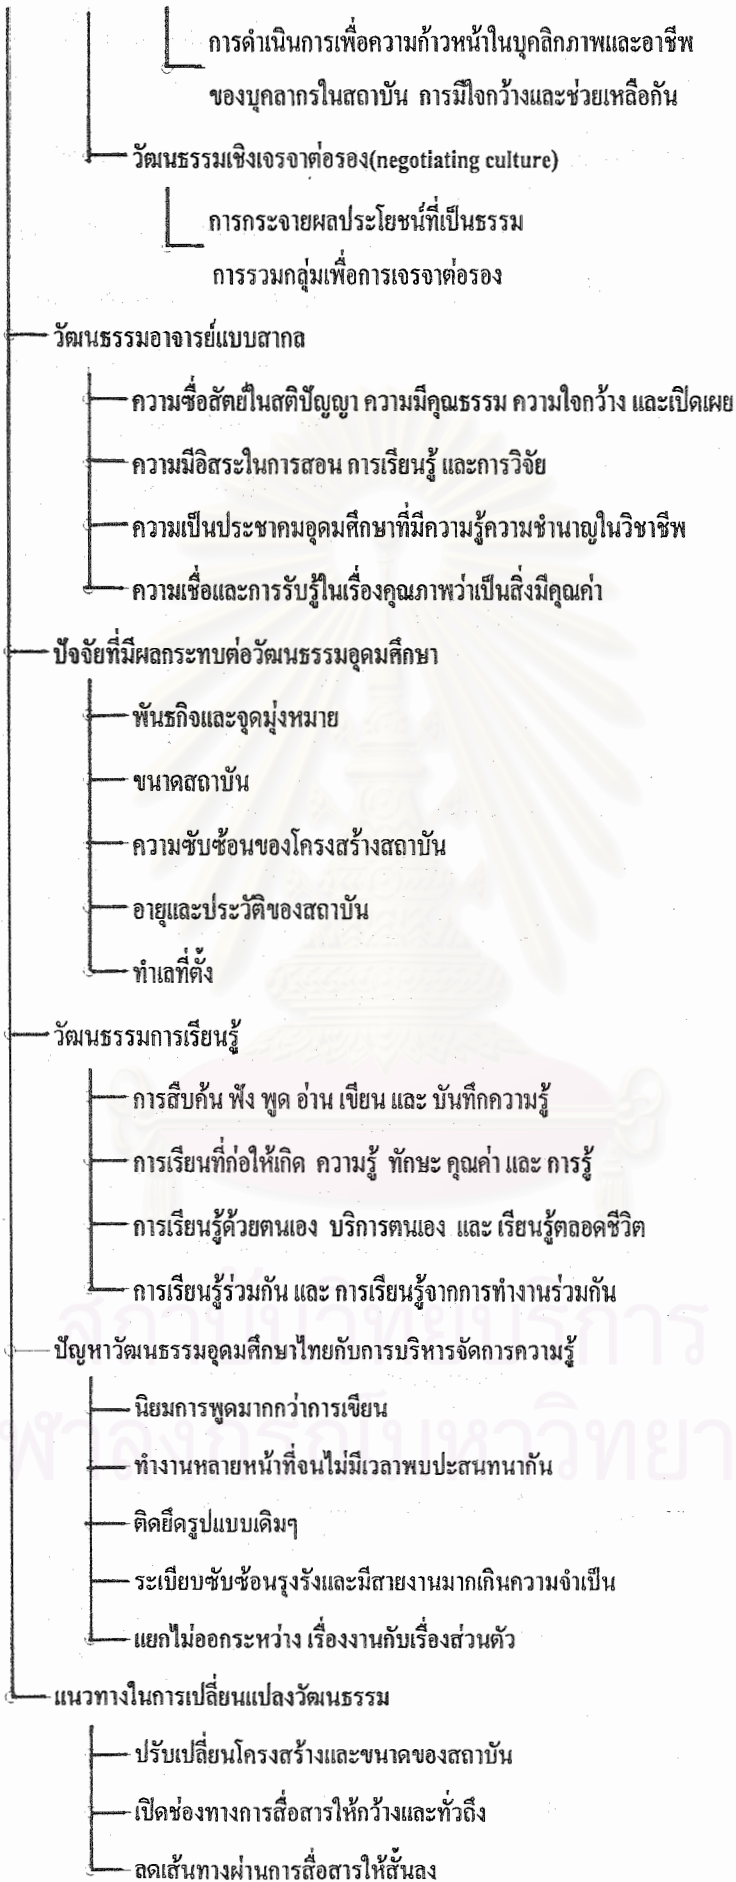 การดำเนินการเพื่อความก้าวหน้าในบุคลิกภาพและอาชีพ
ของบุคลากรในสถาบัน การมีใจกว้างและช่วยเหลือกัน
วัฒนธรรมเชิงเจรจาต่อรอง(negotiating culture)
การกระจายผลประโยชน์ที่เป็นธรรม
การรวมกลุ่มเพื่อการเจรจาต่อรอง
วัฒนธรรมอาจารย์แบบสากล
ความซื่อสัตย์ในสติปัญญา ความมีคุณธรรม ความใจกว้าง และเปิดเผย
ความมีอิสระในการสอน การเรียนรู้ และการวิจัย
ความเป็นประชาคมอุดมศึกษาที่มีความรู้ความชำนาญในวิชาชีพ
ความเชื่อและการรับรู้ในเรื่องคุณภาพว่าเป็นสิ่งมีคุณค่า
ปัจจัยที่มีผลกระทบต่อวัฒนธรรมอุดมศึกษา
พันธกิจและจุดมุ่งหมาย
ขนาดสถาบัน
ความซับซ้อนของโครงสร้างสถาบัน
อายุและประวัติของสถาบัน
ทำเลที่ตั้ง
วัฒนธรรมการเรียนรู้
การสืบค้น ฟัง พูด อ่าน เขียน และ บันทึกความรู้
การเรียนที่ก่อให้เกิด ความรู้ ทักษะ คุณค่า และ การรู้
การเรียนรู้ด้วยตนเอง บริการตนเอง และ เรียนรู้ตลอดชีวิต
การเรียนรู้ร่วมกัน และ การเรียนรู้จากการทำงานร่วมกัน
สถาบันวิทยบริการ
ปัญหาวัฒนธรรมอุดมศึกษาไทยกับการบริหารจัดการความรู้
นิยมการพูดมากกว่าการเขียน
ฬาลงกรณ์มหาวิทยา
ทำงานหลายหน้าที่จนไม่มีเวลาพบปะสนทนากัน
ติดยึดรูปแบบเดิมๆ
ระเบียบซับซ้อนรุงรังและมีสายงานมากเกินความจำเป็น
แยกไม่ออกระหว่าง เรื่องงานกับเรื่องส่วนตัว
แนวทางในการเปลี่ยนแปลงวัฒนธรรม
ปรับเปลี่ยนโครงสร้างและขนาดของสถาบัน
เปิดช่องทางการสื่อสารให้กว้างและทั่วถึง
ลดเส้นทางผ่านการสื่อสารให้สั้นลง